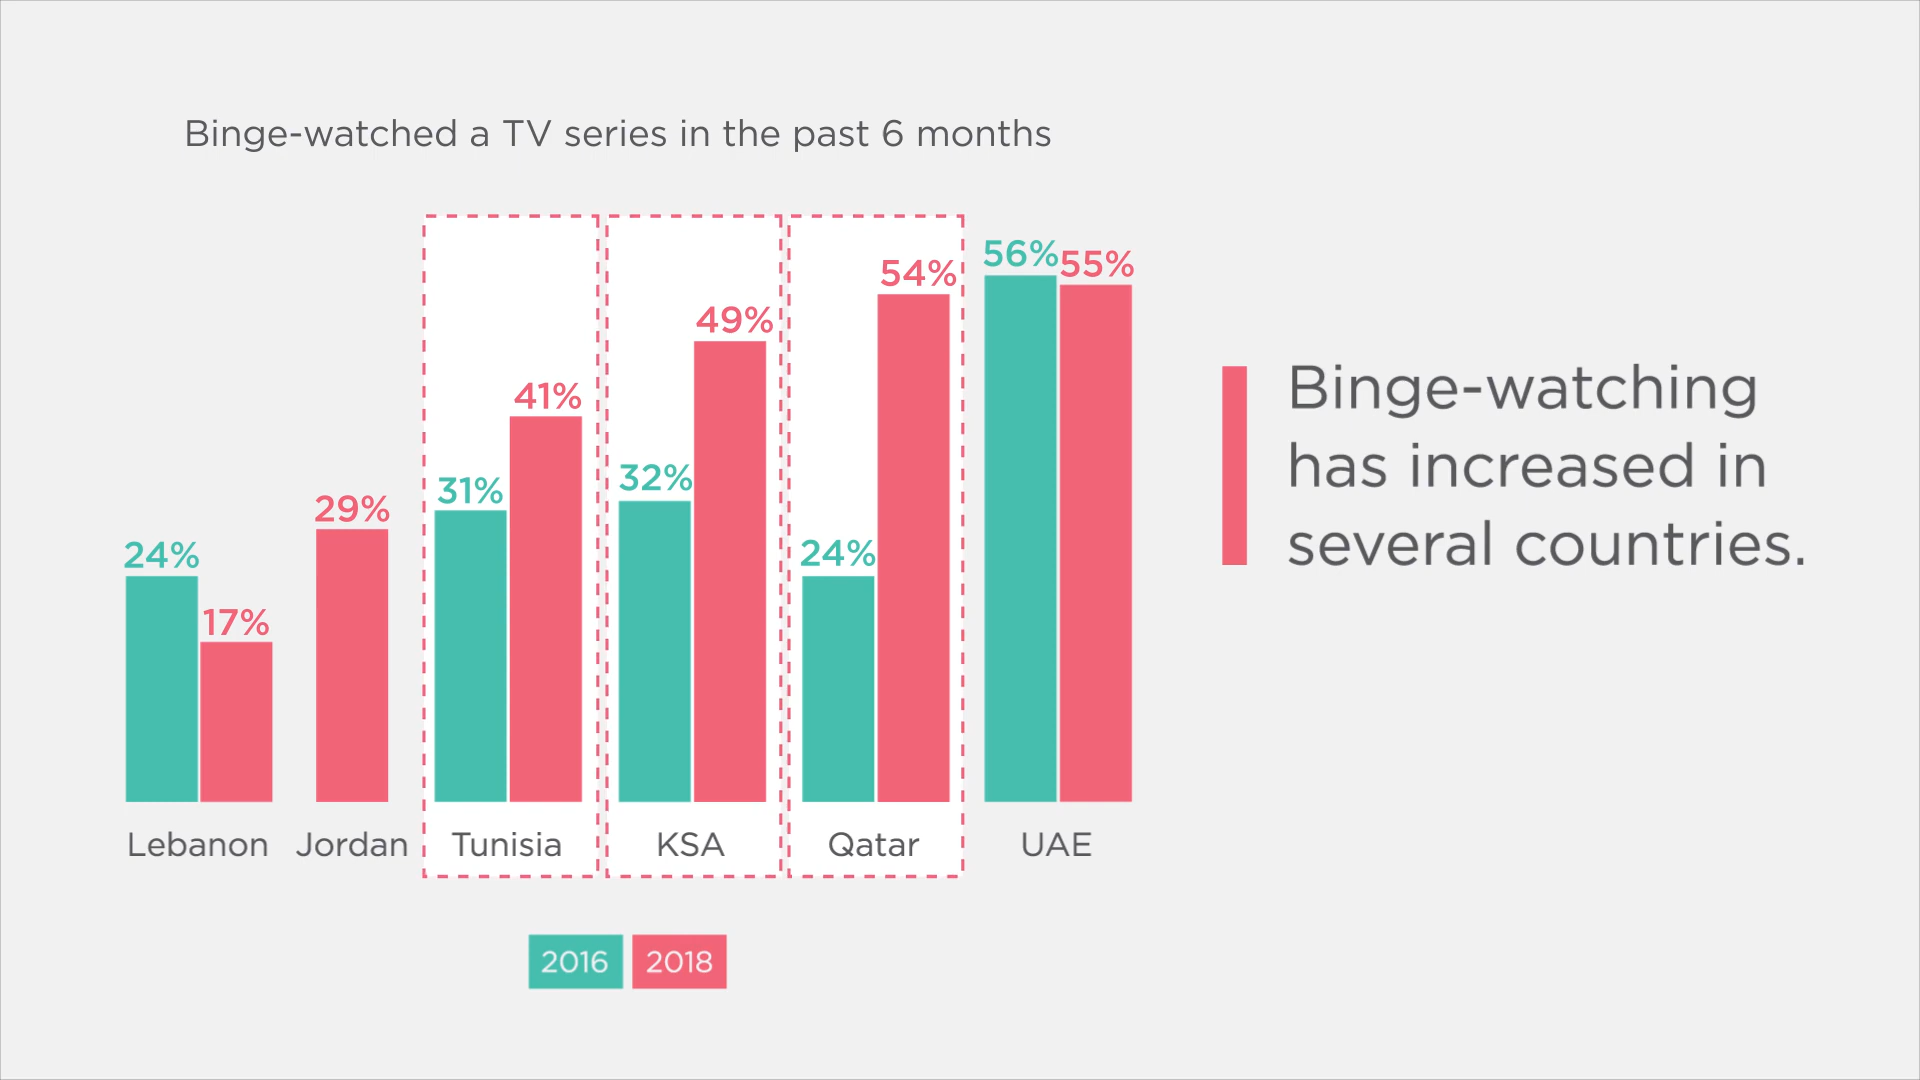 Binge-watched a TV series in the past 6 months
24%
17%
29%
31%
41%
32%
49%
24%
54%
56%
55%
Lebanon
Jordan
Tunisia
KSA
Qatar
UAE
2016
2018
Binge-watching
has increased in
several countries.